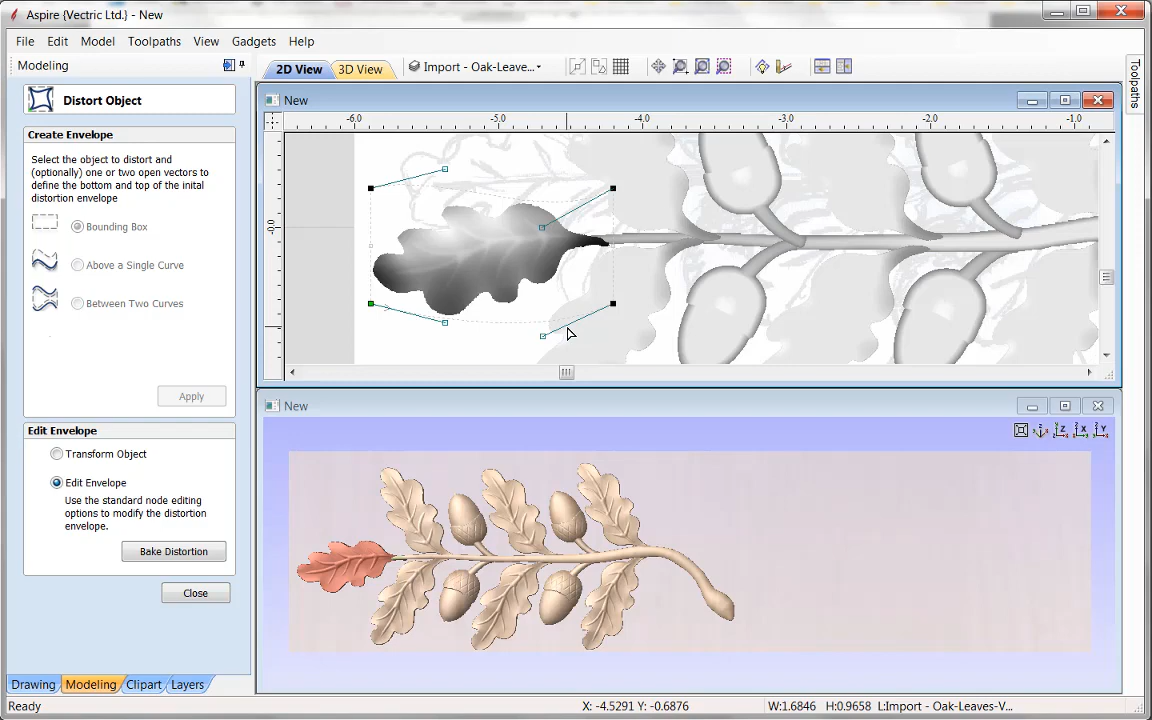 Aspire {Vectric Ltd.} - New
File Edit Model Toolpaths View Gadgets Help
Modeling
2D View 3D View Import - Oak-Leave...
Toolpaths
Distort Object
New
-6.0 -5.0 -4.0 -3.0 -2.0 -1.0
-0.0
Create Envelope
Select the object to distort and
(optionally) one or two open vectors to
define the bottom and top of the inital
distortion envelope
Bounding Box
Above a Single Curve
Between Two Curves
Apply
New
Edit Envelope
Transform Object
Edit Envelope
Use the standard node editing
options to modify the distortion
envelope.
Bake Distortion
Close
Drawing Modeling Clipart Layers
Ready X: -4.5291 Y: -0.6876 W:1.6846 H:0.9658 L:Import - Oak-Leaves-V...